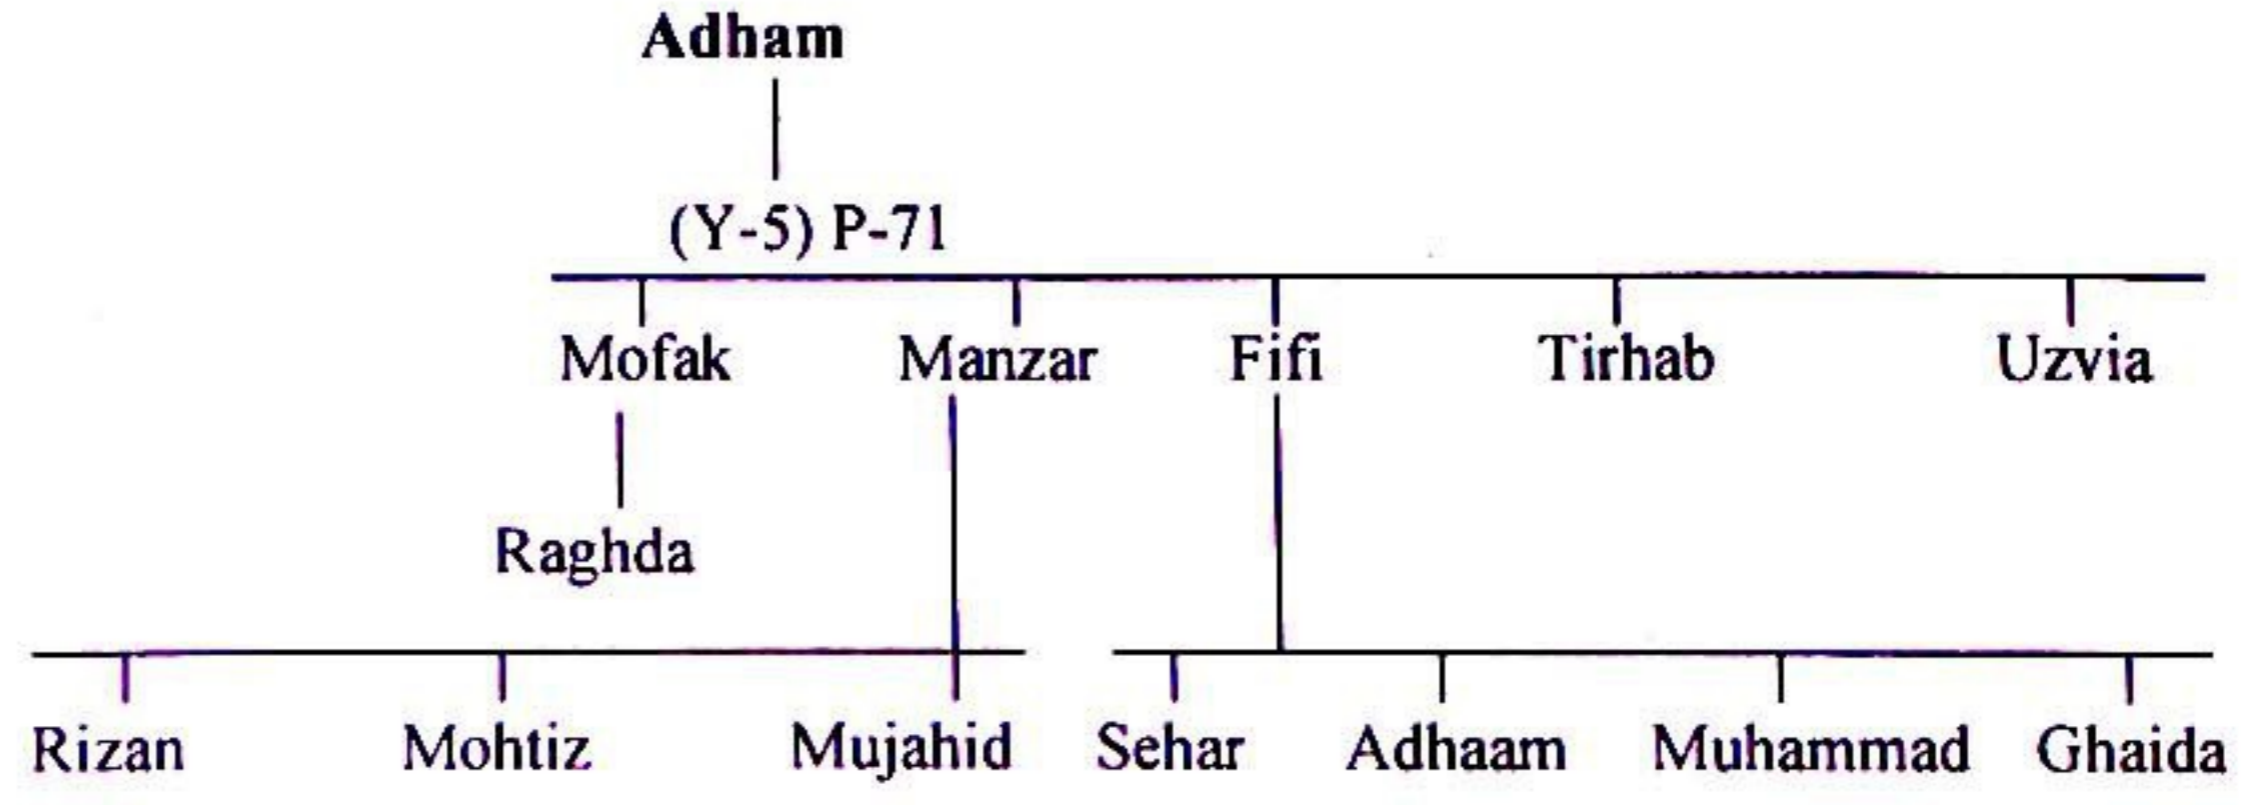 Adham
(Y-5) P-71
Mofak Manzar Fifi Tirhab Uzvia
Raghda
Rizan Mohtiz Mujahid Sehar Adhaam Muhammad Ghaida